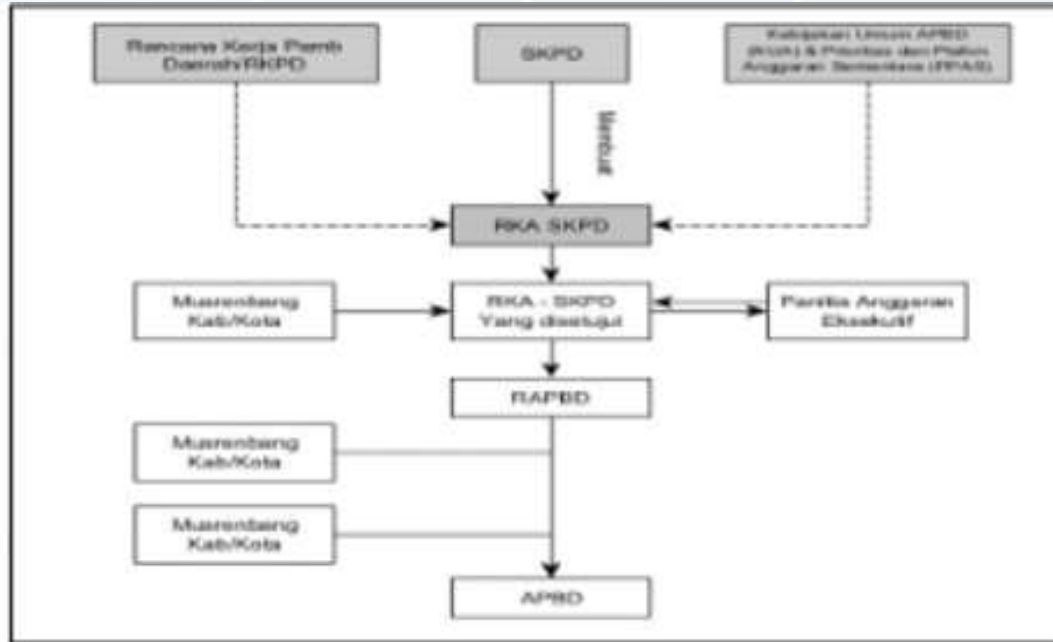 Rencana Kerja Pemb
Daerah/RKPD
SKPD
Kebijakan Umum APBD
(KUA) & Prioritas dan Plafon
Anggaran Sementara (PPAS)
Membuat
RKA SKPD
Musrenbang
Kab/Kota
RKA - SKPD
Yang disetujui
Panitia Anggaran
Eksekutif
RAPBD
Musrenbang
Kab/Kota
Musrenbang
Kab/Kota
APBD